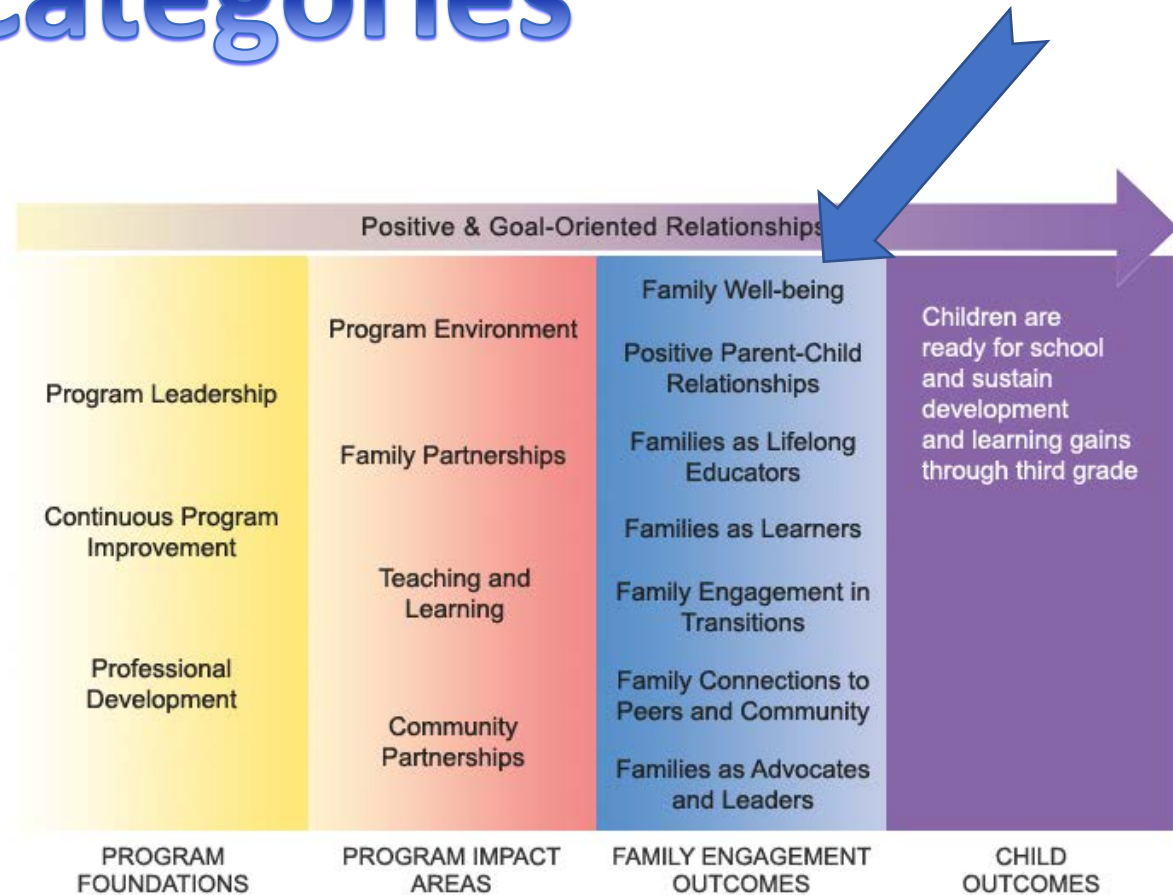 Categories
Positive & Goal-Oriented Relationships
Program Leadership
Continuous Program
Improvement
Professional
Development
Program Environment
Family Partnerships
Teaching and
Learning
Community
Partnerships
Family Well-being
Positive Parent-Child
Relationships
Families as Lifelong
Educators
Families as Learners
Family Engagement in
Transitions
Family Connections to
Peers and Community
Families as Advocates
and Leaders
Children are
ready for school
and sustain
development
and learning gains
through third grade
PROGRAM
FOUNDATIONS
PROGRAM IMPACT
AREAS
FAMILY ENGAGEMENT
OUTCOMES
CHILD
OUTCOMES